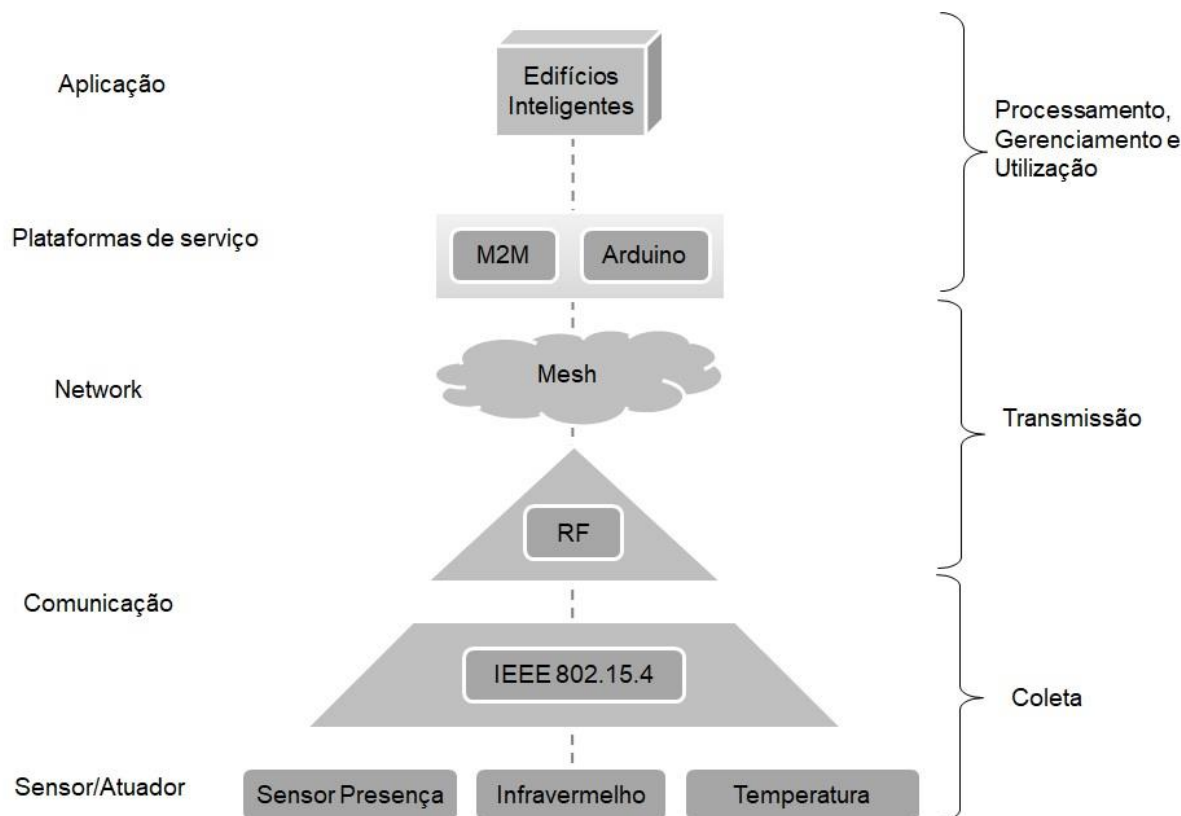 Aplicação
Edifícios
Inteligentes
Processamento,
Gerenciamento e
Utilização
Plataformas de serviço
M2M
Arduino
Network
Mesh
Transmissão
RF
Comunicação
IEEE 802.15.4
Coleta
Sensor/Atuador
Sensor Presença
Infravermelho
Temperatura